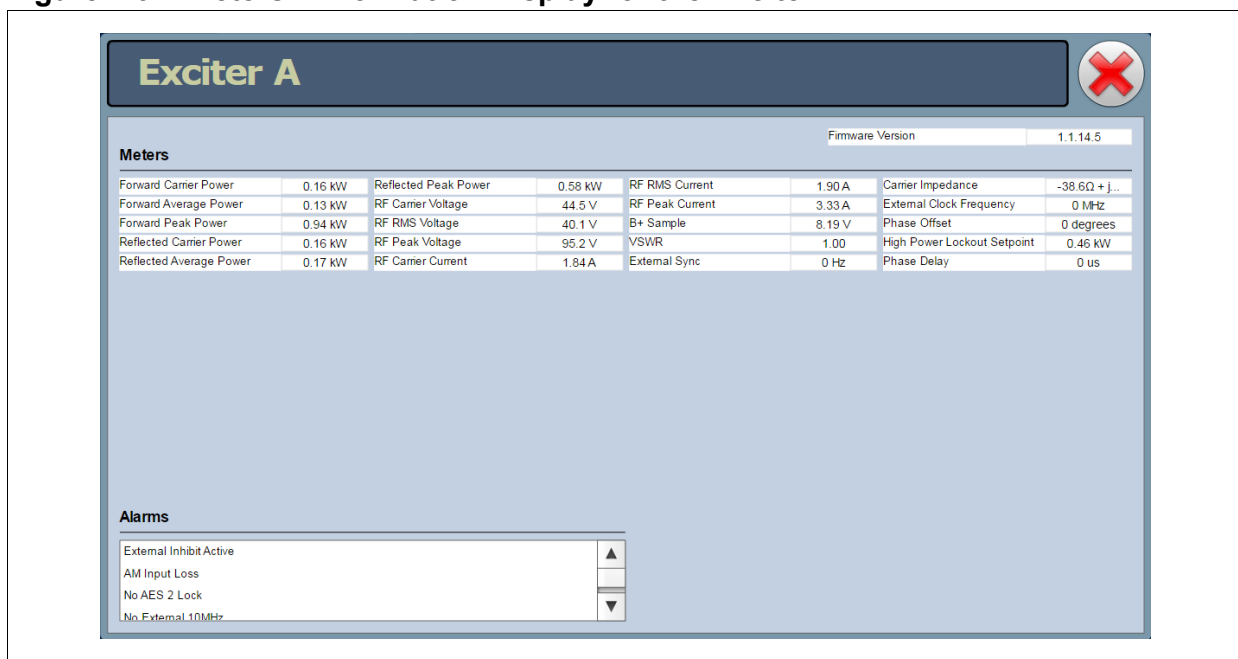 Exciter A
Firmware Version 1.1.14.5
Meters
Forward Carrier Power 0.16 kW Reflected Peak Power 0.58 kW RF RMS Current 1.90 A Carrier Impedance -38.6Ω + j...
Forward Average Power 0.13 kW RF Carrier Voltage 44.5 V RF Peak Current 3.33 A External Clock Frequency 0 MHz
Forward Peak Power 0.94 kW RF RMS Voltage 40.1 V B+ Sample 8.19 V Phase Offset 0 degrees
Reflected Carrier Power 0.16 kW RF Peak Voltage 95.2 V VSWR 1.00 High Power Lockout Setpoint 0.46 kW
Reflected Average Power 0.17 kW RF Carrier Current 1.84 A External Sync 0 Hz Phase Delay 0 us
Alarms
External Inhibit Active
AM Input Loss
No AES 2 Lock
No External 10MHz